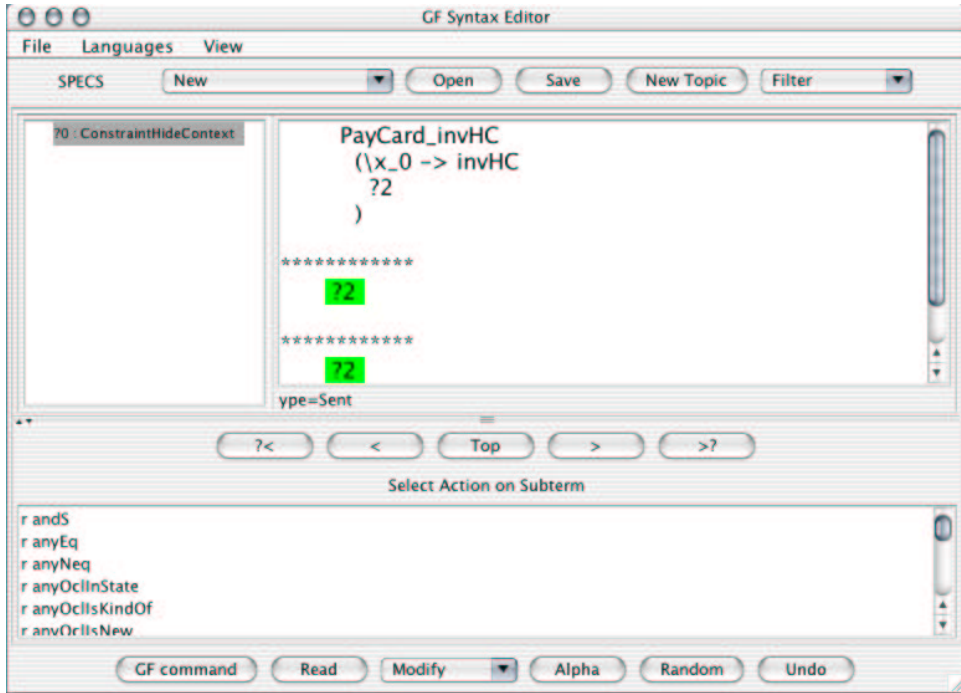 GF Syntax Editor
File Languages View
SPECS New Open Save New Topic Filter
?0 : ConstraintHideContext
PayCard_invHC
(\x_0 -> invHC
?2
)
************
?2
************
?2
ype=Sent
?< < Top > >?
Select Action on Subterm
r andS
r anyEq
r anyNeq
r anyOclInState
r anyOclIsKindOf
r anyOclIsNew
GF command Read Modify Alpha Random Undo